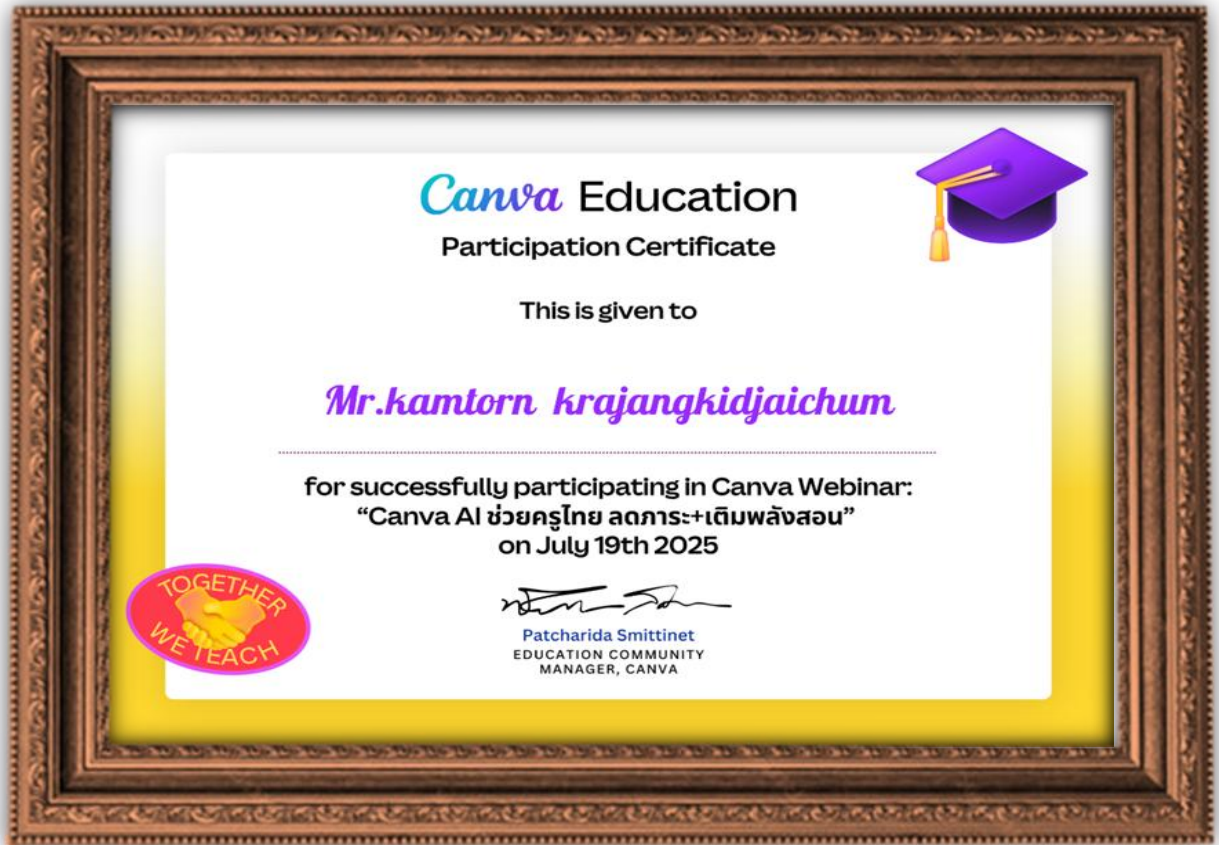 Canva Education
Participation Certificate
This is given to
Mr.kamtorn krajangkidjaichum
for successfully participating in Canva Webinar:
“Canva AI ช่วยครูไทย ลดภาระ+เติมพลังสอน”
on July 19th 2025
Patcharida Smittinet
EDUCATION COMMUNITY
MANAGER, CANVA
TOGETHER
WE TEACH